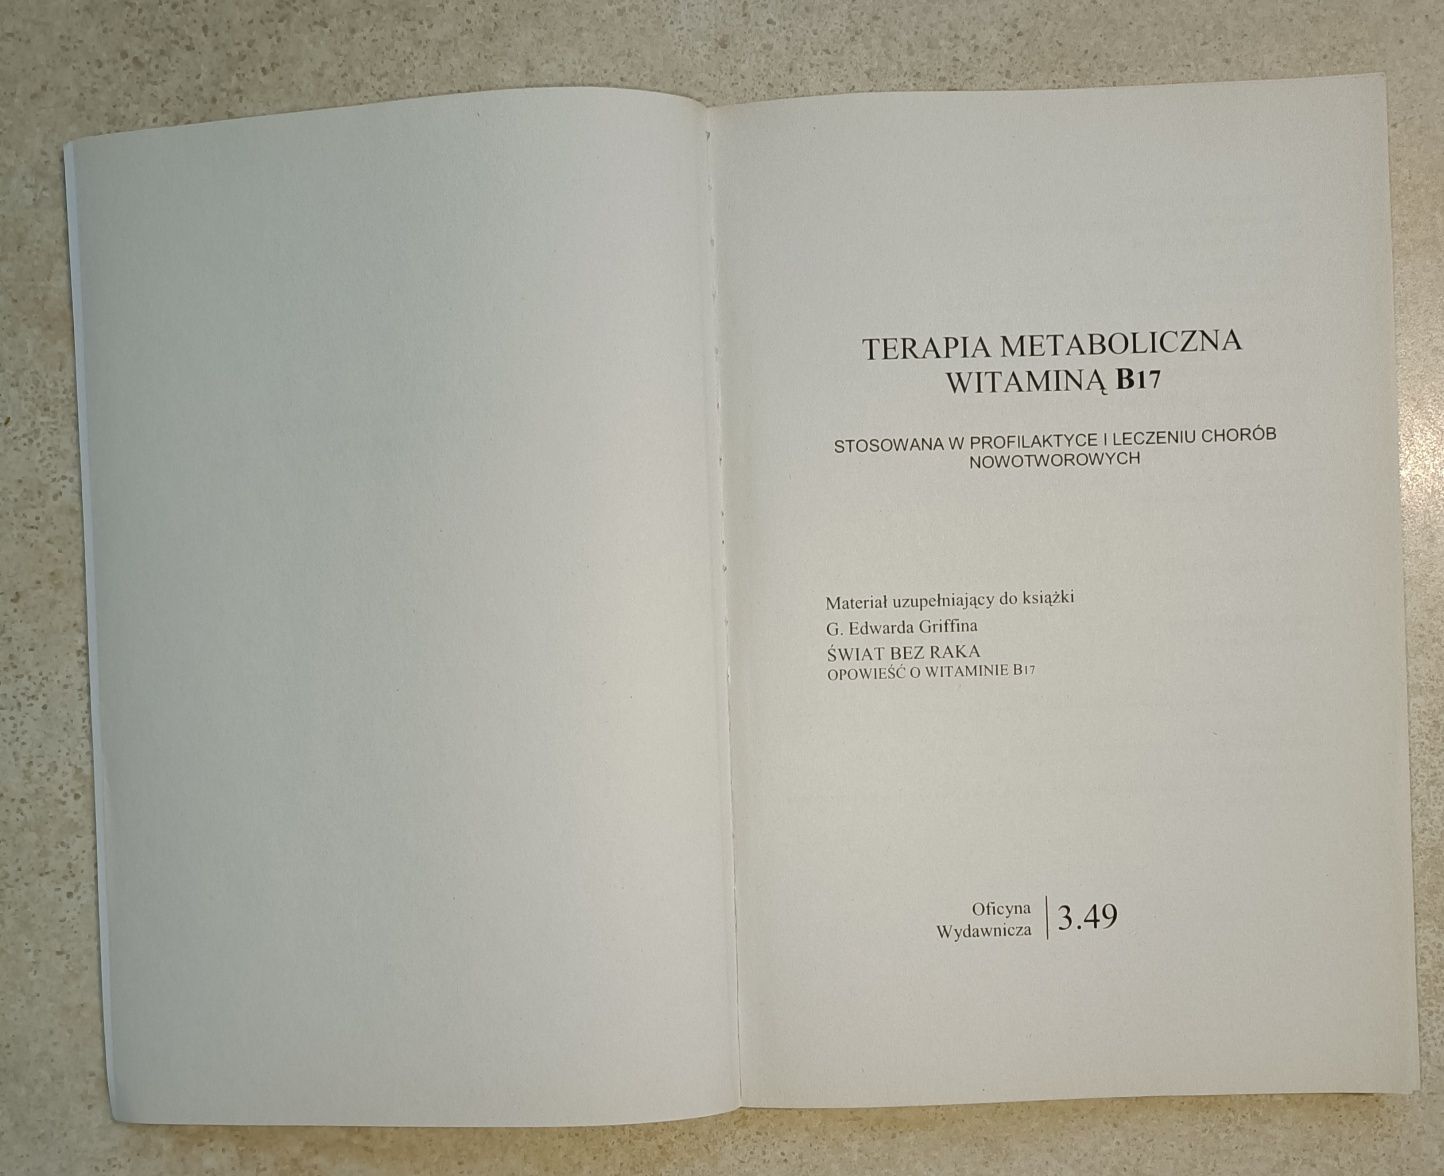 TERAPIA METABOLICZNA
WITAMINĄ B17
STOSOWANA W PROFILAKTYCE I LECZENIU CHORÓB
NOWOTWOROWYCH
Materiał uzupełniający do książki
G. Edwarda Griffina
ŚWIAT BEZ RAKA
OPOWIEŚĆ O WITAMINIE B17
Oficyna
Wydawnicza
3.49